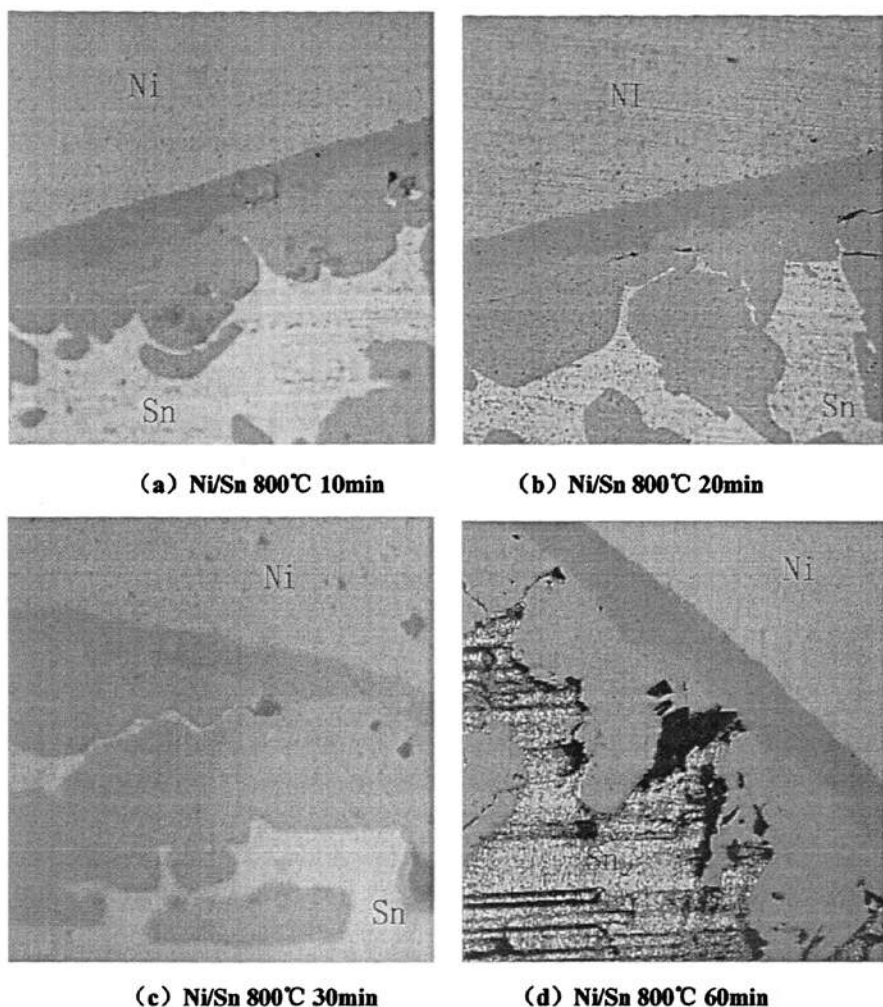 Ni
Sn
(a) Ni/Sn 800℃ 10min
NI
Sn
(b) Ni/Sn 800℃ 20min
Ni
Sn
(c) Ni/Sn 800℃ 30min
Ni
Sn
(d) Ni/Sn 800℃ 60min